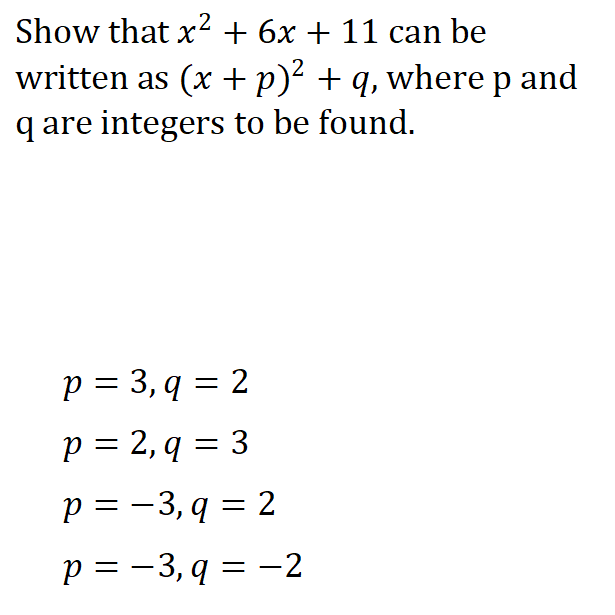 Show that x² + 6x + 11 can be
written as (x + p)² + q, where p and
q are integers to be found.
p = 3, q = 2
p = 2, q = 3
p = −3, q = 2
p = −3, q = −2